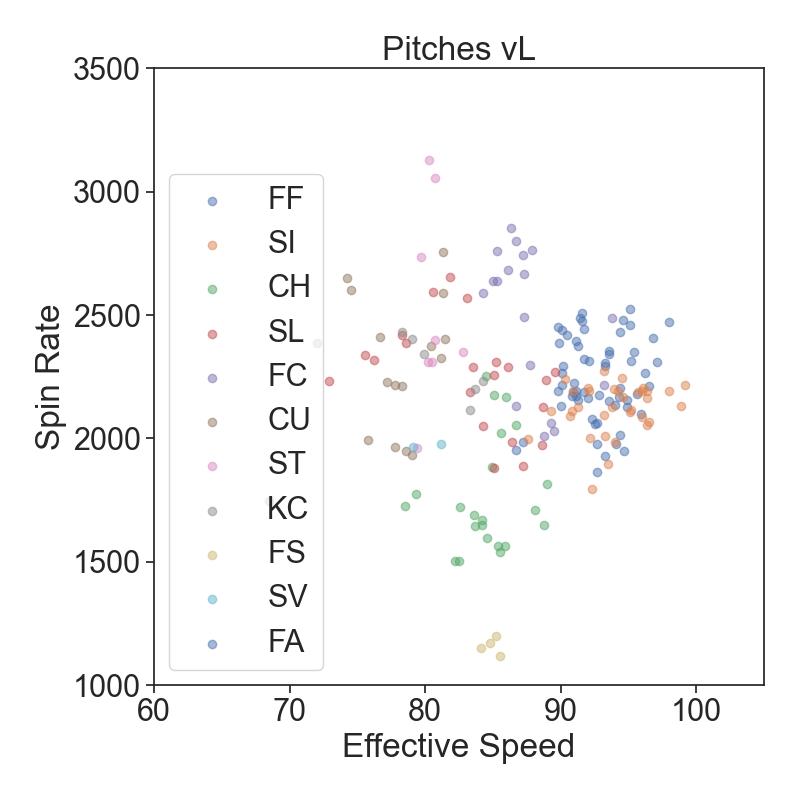 Pitches vL
3500
3000
2500
2000
1500
1000
Spin Rate
FF
SI
CH
SL
FC
CU
ST
KC
FS
SV
FA
60 70 80 90 100
Effective Speed